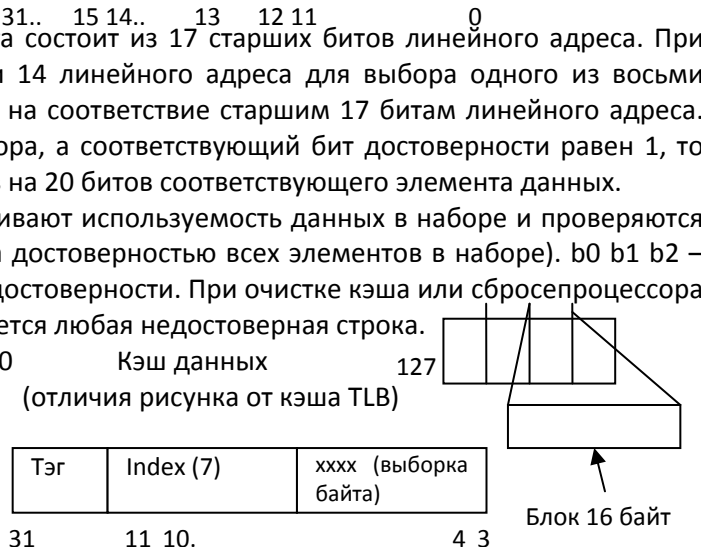 31.. 15 14.. 13 12 11 0
а состоит из 17 старших битов линейного адреса. При
14 линейного адреса для выбора одного из восьми
на соответствие старшим 17 битам линейного адреса.
ора, а соответствующий бит достоверности равен 1, то
на 20 битов соответствующего элемента данных.
ивают используемость данных в наборе и проверяются
достоверностью всех элементов в наборе). b0 b1 b2 –
достоверности. При очистке кэша или сбросепроцессора
ется любая недостоверная строка.
0 Кэш данных 127
(отличия рисунка от кэша TLB)
Тэг Index (7) xxxx (выборка
байта)
Блок 16 байт
31 11 10. 4 3